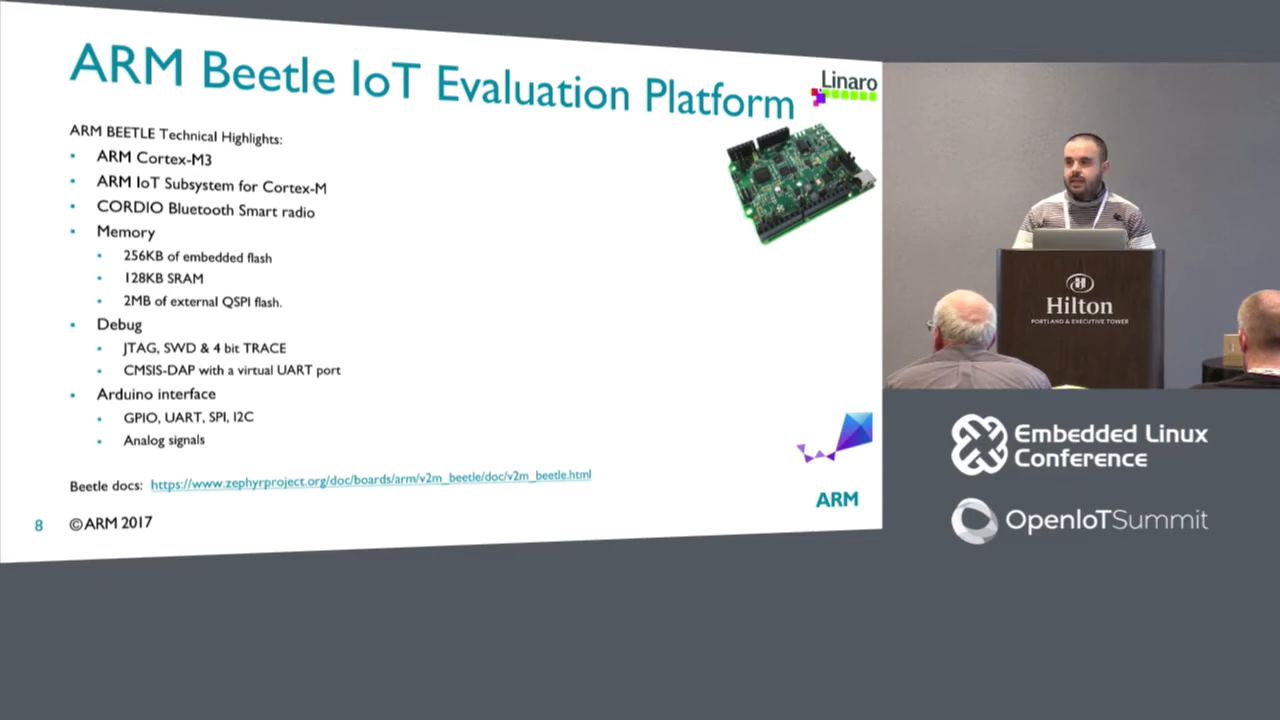 ARM Beetle IoT Evaluation Platform
Linaro
ARM BEETLE Technical Highlights:
ARM Cortex-M3
ARM IoT Subsystem for Cortex-M
CORDIO Bluetooth Smart radio
Memory
256KB of embedded flash
128KB SRAM
2MB of external QSPI flash.
Debug
JTAG, SWD & 4 bit TRACE
CMSIS-DAP with a virtual UART port
Arduino interface
GPIO, UART, SPI, I2C
Analog signals
Beetle docs: https://www.zephyrproject.org/doc/boards/arm/v2m_beetle/doc/v2m_beetle.html
ARM
8 ©ARM 2017
Hilton
PORTLAND & EXECUTIVE TOWER
Embedded Linux
Conference
OpenIoTSummit